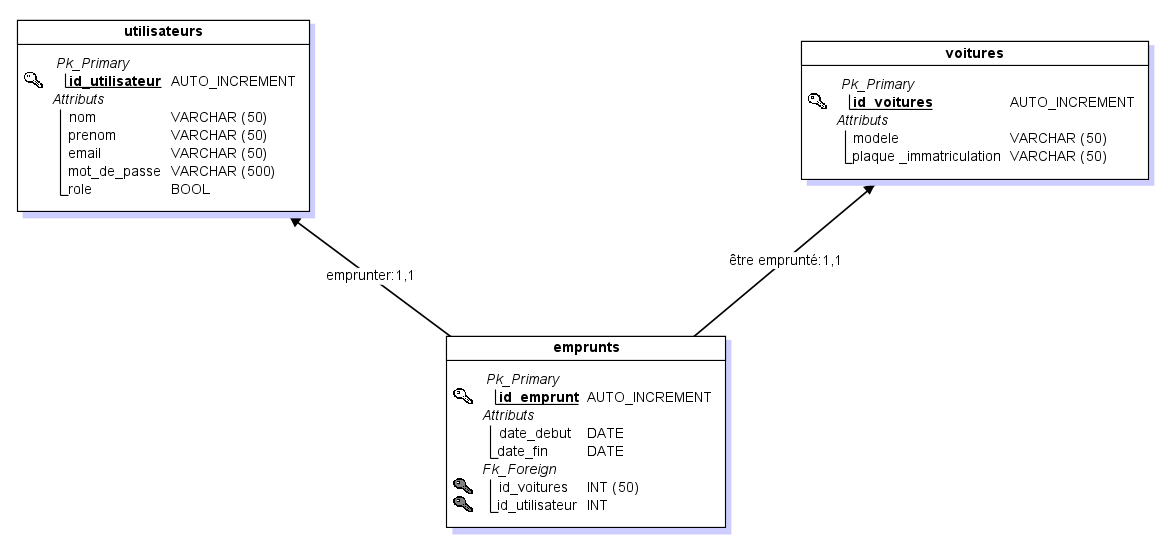 utilisateurs
Pk_Primary
id_utilisateur AUTO_INCREMENT
Attributs
nom VARCHAR (50)
prenom VARCHAR (50)
email VARCHAR (50)
mot_de_passe VARCHAR (500)
role BOOL
voitures
Pk_Primary
id_voitures AUTO_INCREMENT
Attributs
modele VARCHAR (50)
plaque _immatriculation VARCHAR (50)
emprunter:1,1
être emprunté:1,1
emprunts
Pk_Primary
id_emprunt AUTO_INCREMENT
Attributs
date_debut DATE
date_fin DATE
Fk_Foreign
id_voitures INT (50)
id_utilisateur INT